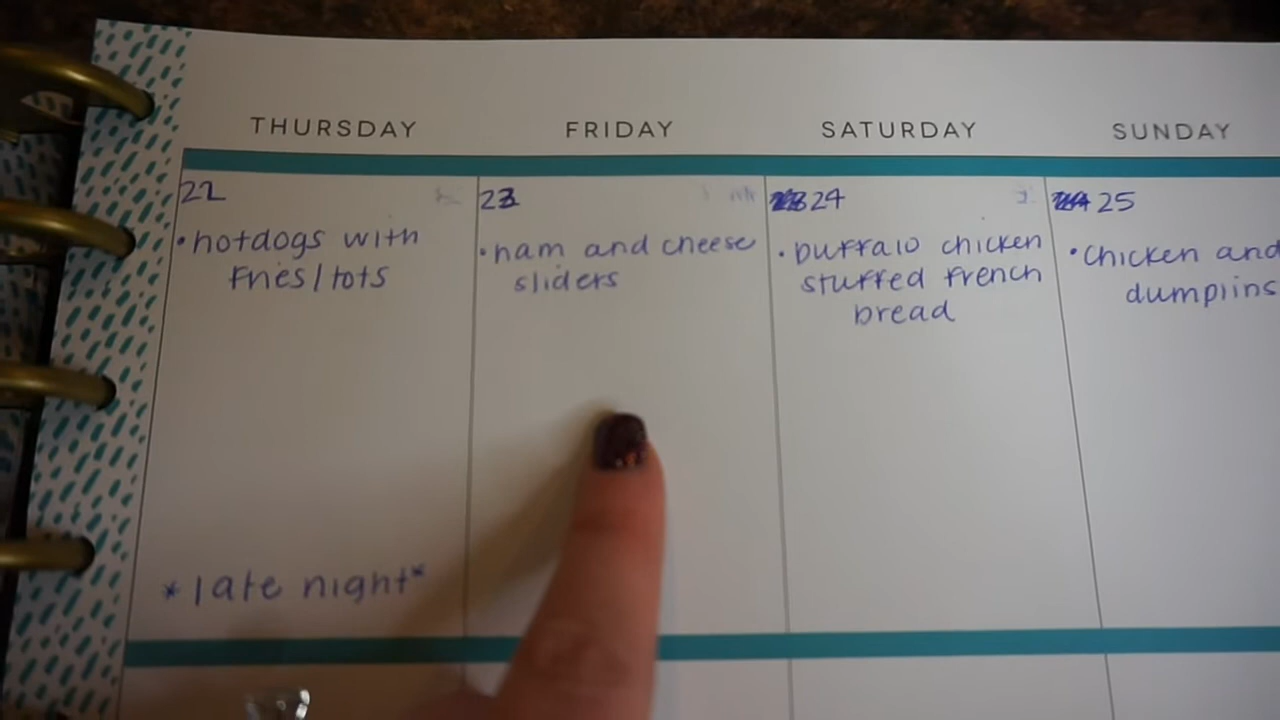 THURSDAY FRIDAY SATURDAY SUNDAY
22 23 24 25
•hotdogs with
fries/tots
•ham and cheese
sliders
•buffalo chicken
stuffed french
bread
•Chicken and
dumplins
*late night*